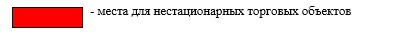 - места для нестационарных торговых объектов